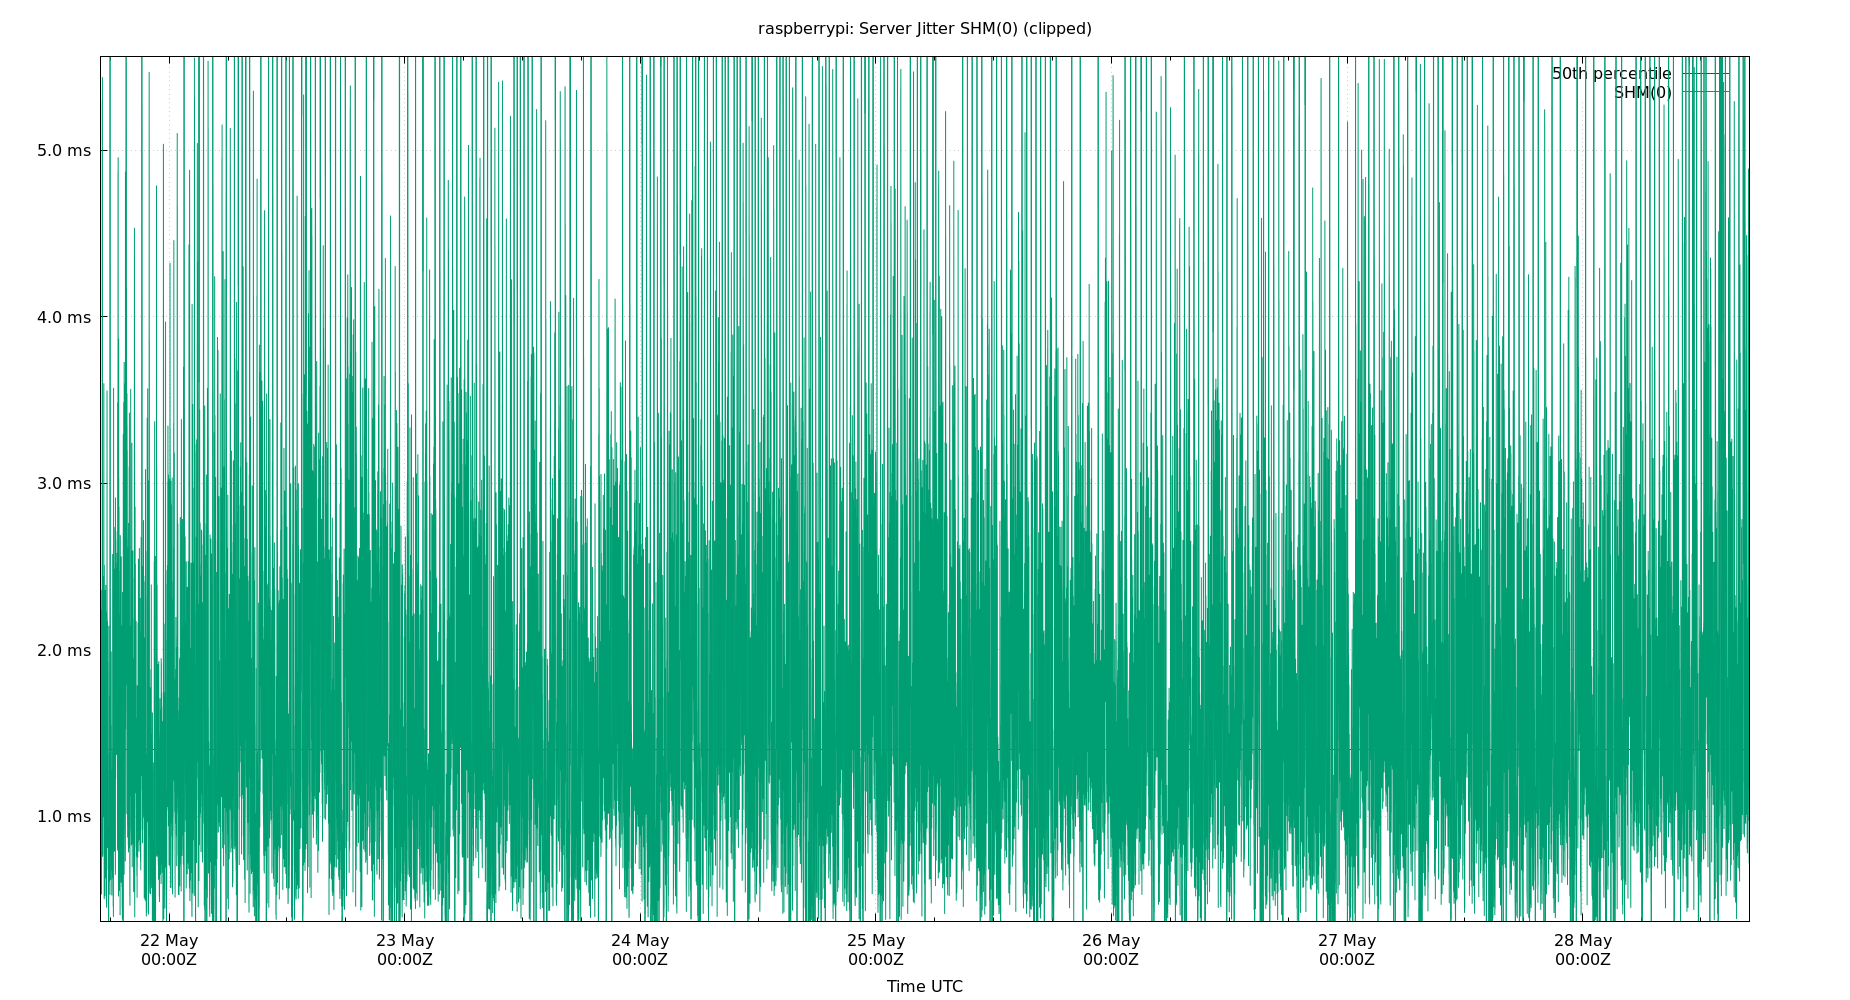 raspberrypi: Server Jitter SHM(0) (clipped)
50th percentile
SHM(0)
5.0 ms
4.0 ms
3.0 ms
2.0 ms
1.0 ms
22 May 23 May 24 May 25 May 26 May 27 May 28 May
00:00Z 00:00Z 00:00Z 00:00Z 00:00Z 00:00Z 00:00Z
Time UTC